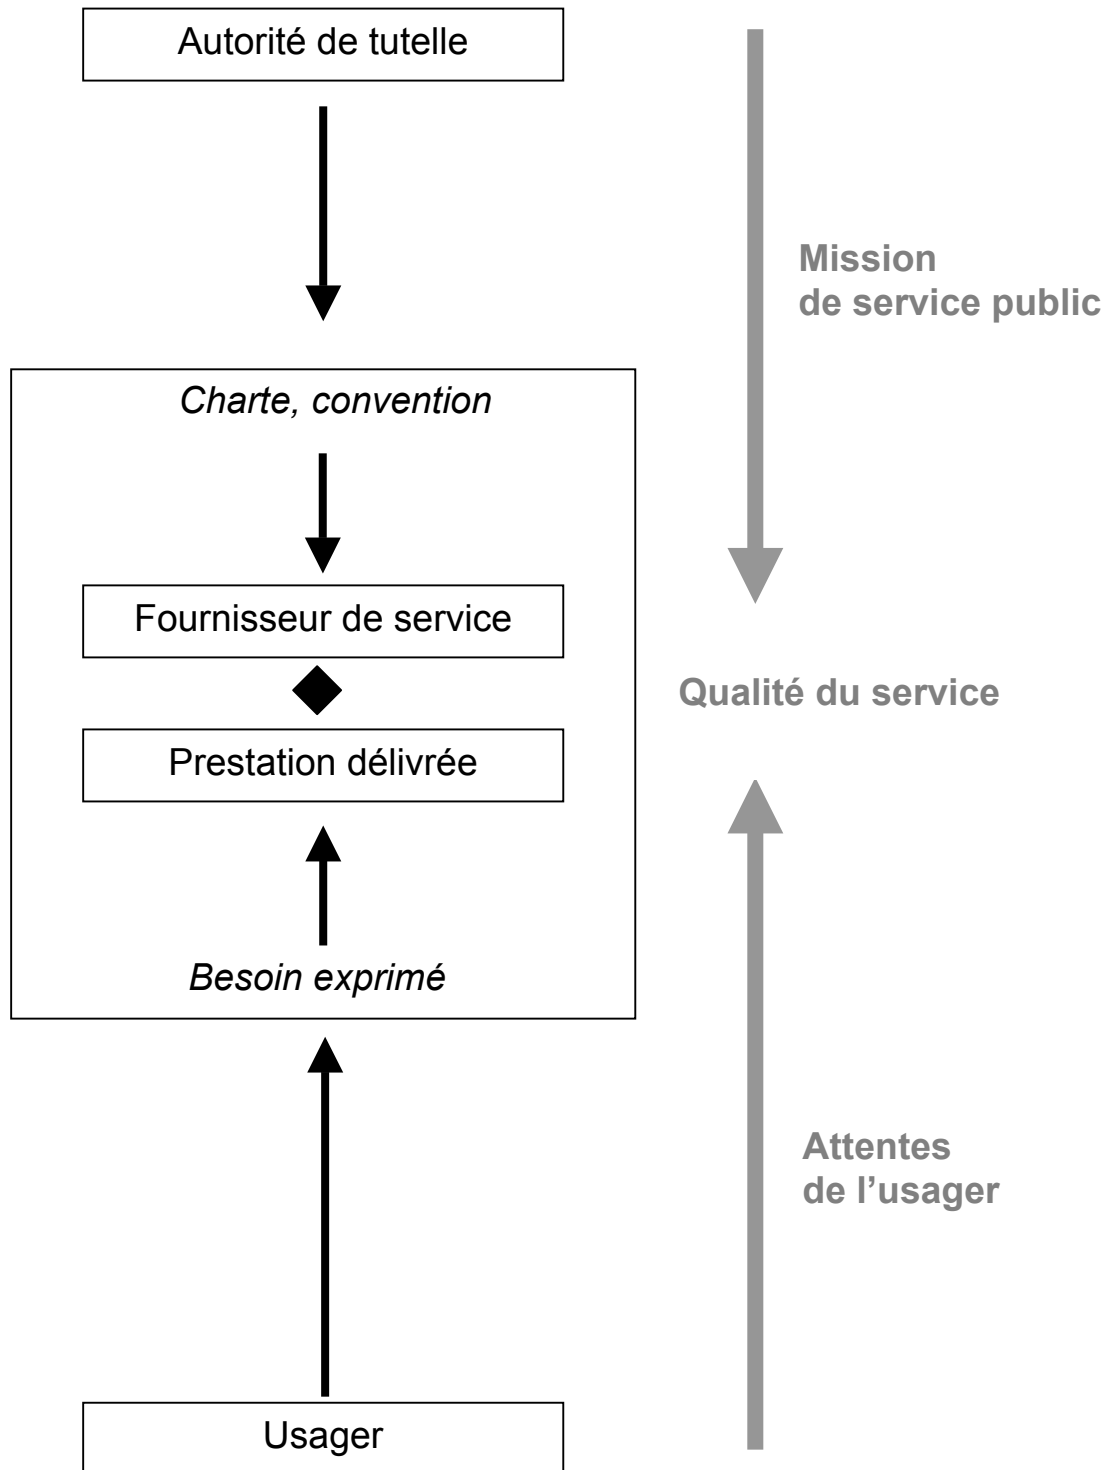 Autorité de tutelle
Mission
de service public
Charte, convention
Fournisseur de service
Qualité du service
Prestation délivrée
Besoin exprimé
Attentes
de l’usager
Usager